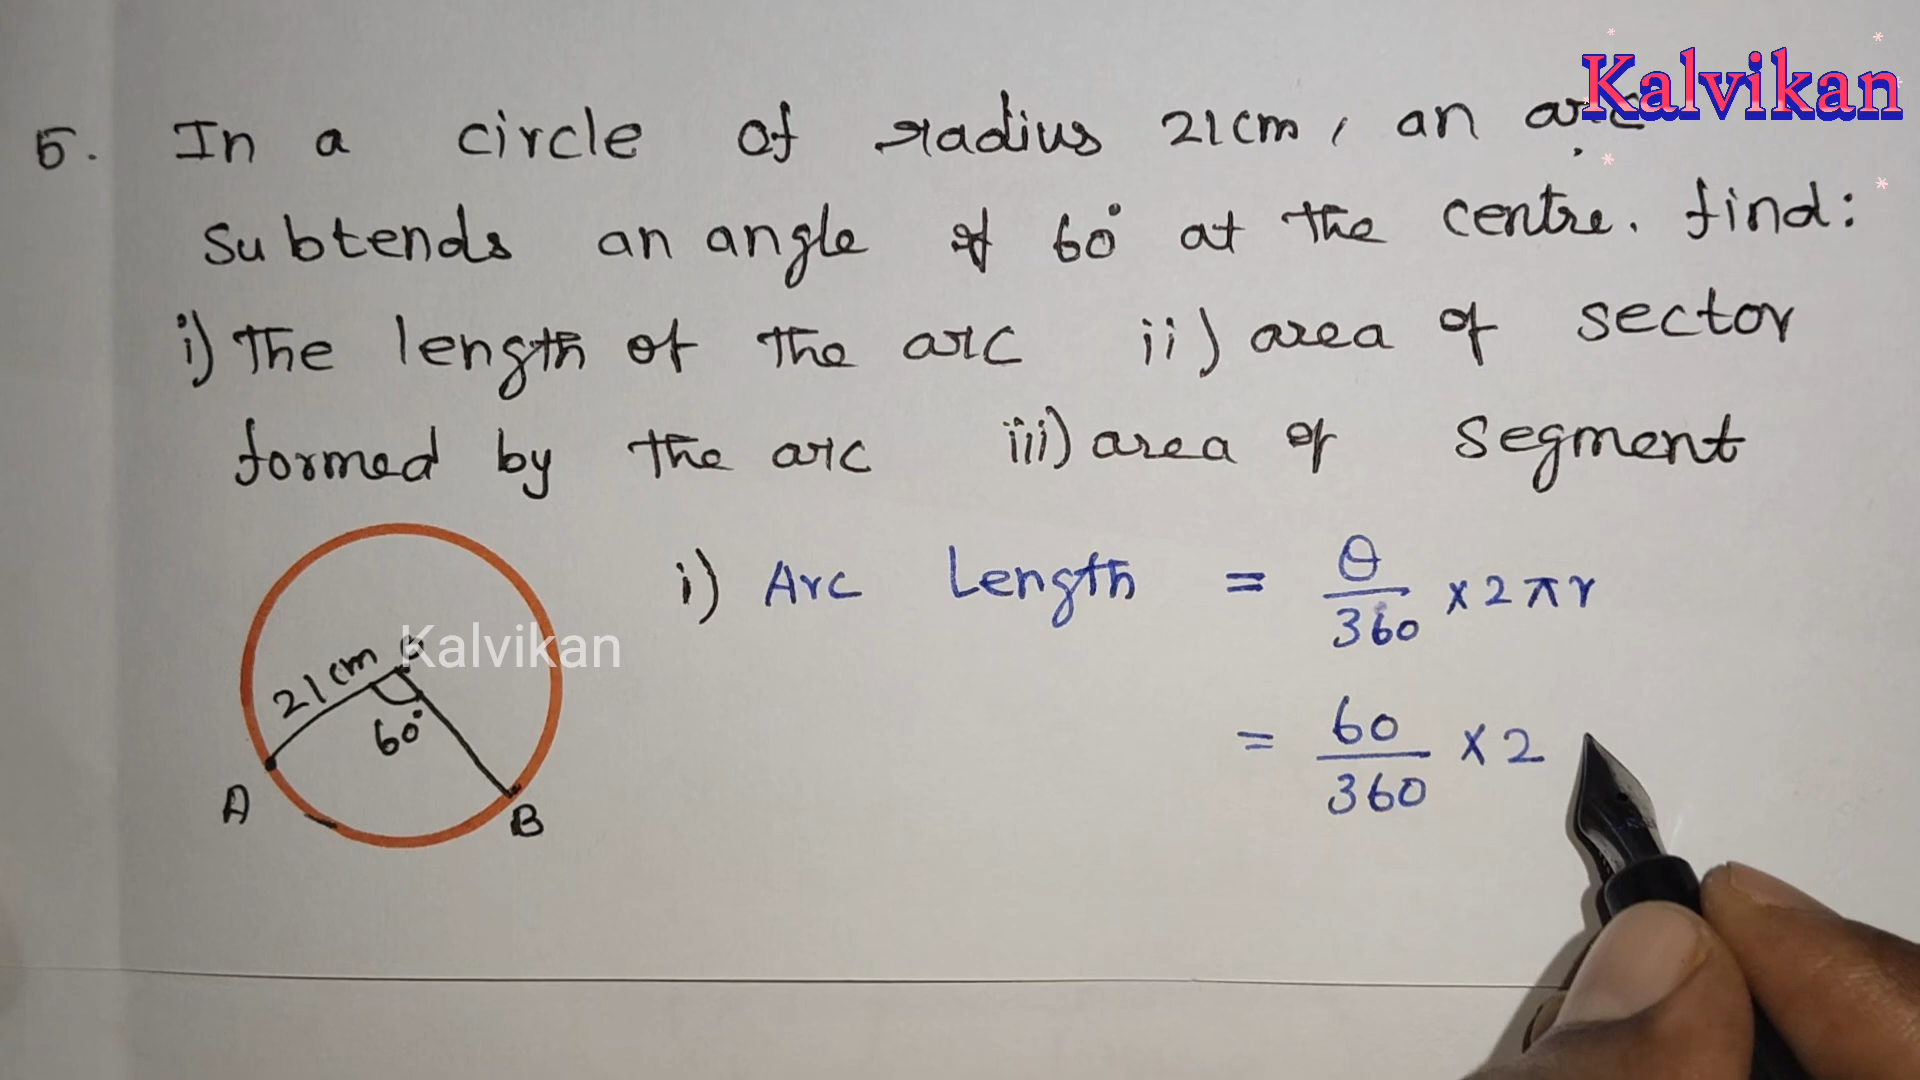 Kalvikan
5. In a circle of radius 21cm, an arc
subtends an angle of 60° at the centre. find:
i) The length of the arc ii) area of sector
formed by the arc iii) area of segment
i) Arc Length = θ/360 × 2πr
= 60/360 × 2
Kalvikan
21cm
60°
A
B